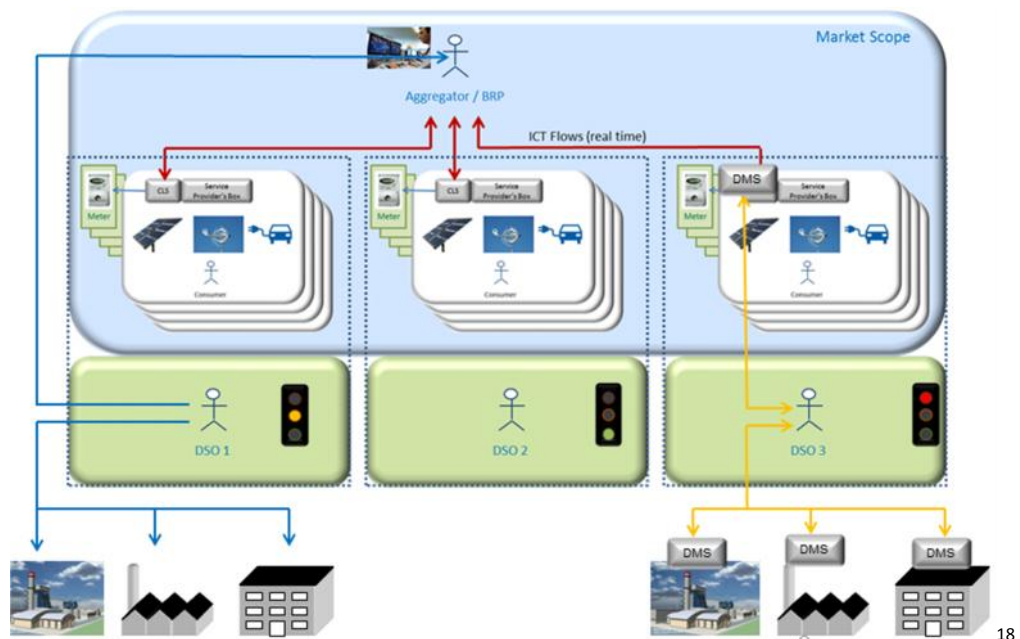 Market Scope
Aggregator / BRP
ICT Flows (real time)
Meter
CLS
Service
Provider's Box
Consumer
Meter
CLS
Service
Provider's Box
Consumer
Meter
DMS
Service
Provider's Box
Consumer
DSO 1
DSO 2
DSO 3
DMS
DMS
DMS
18